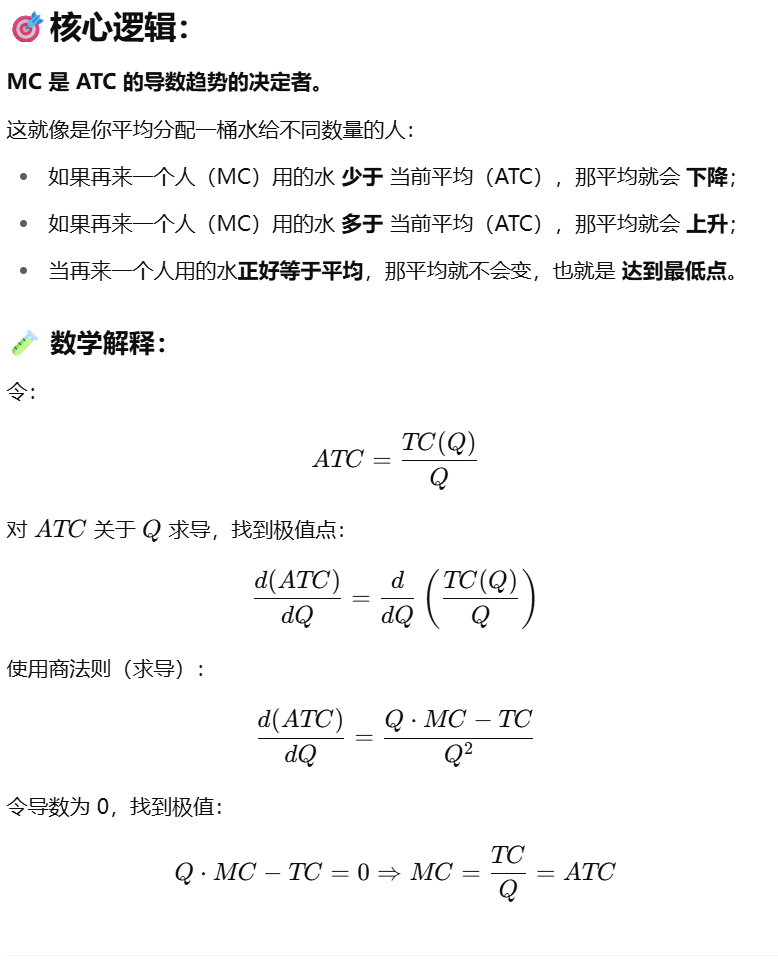 🎯 核心逻辑：
MC 是 ATC 的导数趋势的决定者。
这就像是你平均分配一桶水给不同数量的人：
• 如果再来一个人（MC）用的水 少于 当前平均（ATC），那平均就会 下降；
• 如果再来一个人（MC）用的水 多于 当前平均（ATC），那平均就会 上升；
• 当再来一个人用的水正好等于平均，那平均就不会变，也就是 达到最低点。
🧪 数学解释：
令：
ATC = \frac{TC(Q)}{Q}
对 ATC 关于 Q 求导，找到极值点：
\frac{d(ATC)}{dQ} = \frac{d}{dQ} \left( \frac{TC(Q)}{Q} \right)
使用商法则（求导）：
\frac{d(ATC)}{dQ} = \frac{Q \cdot MC - TC}{Q^2}
令导数为 0，找到极值：
Q \cdot MC - TC = 0 \Rightarrow MC = \frac{TC}{Q} = ATC